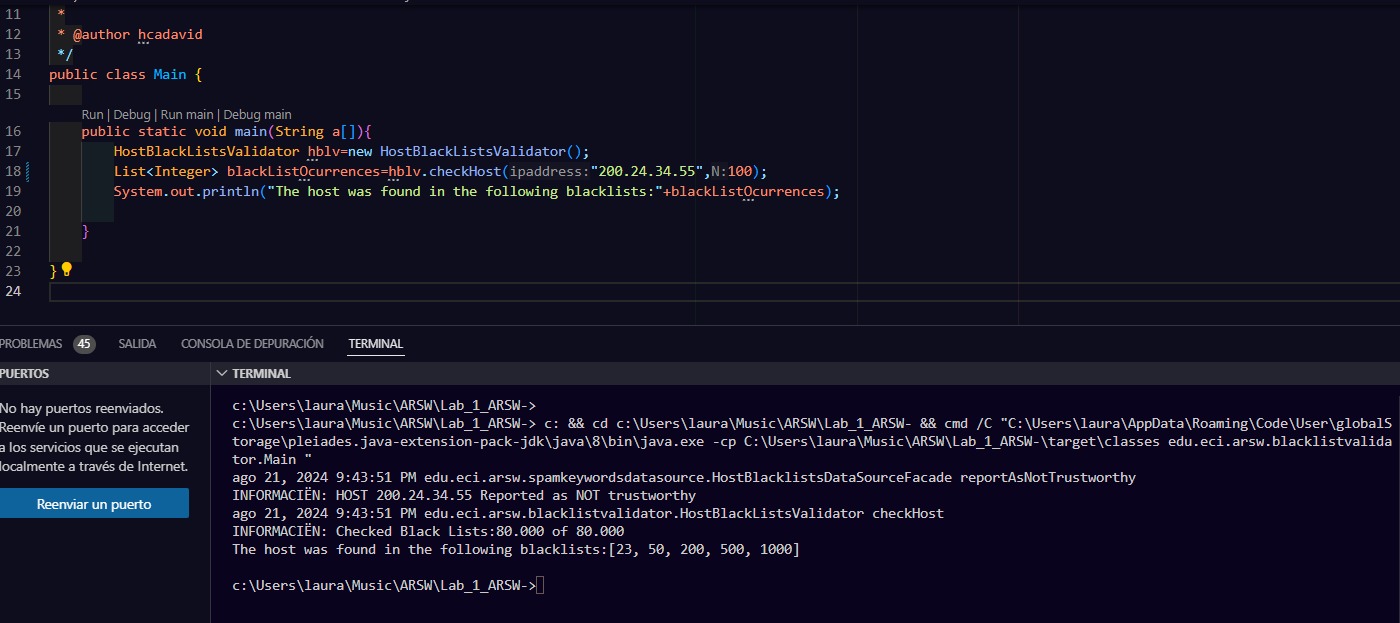 11 *
12 * @author hcadavid
13 */
14 public class Main {
15
Run | Debug | Run main | Debug main
16 public static void main(String a[]){
17 HostBlackListsValidator hblv=new HostBlackListsValidator();
18 List<Integer> blackListOcurrences=hblv.checkHost(ipaddress:"200.24.34.55",N:100);
19 System.out.println("The host was found in the following blacklists:"+blackListOcurrences);
20
21 }
22
23 }
24
PROBLEMAS 45 SALIDA CONSOLA DE DEPURACIÓN TERMINAL
PUERTOS
No hay puertos reenviados.
Reenvíe un puerto para acceder
a los servicios que se ejecutan
localmente a través de Internet.
Reenviar un puerto
TERMINAL
c:\Users\laura\Music\ARSW\Lab_1_ARSW->
c:\Users\laura\Music\ARSW\Lab_1_ARSW-> c: && cd c:\Users\laura\Music\ARSW\Lab_1_ARSW- && cmd /C "C:\Users\laura\AppData\Roaming\Code\User\globalS
torage\pleiades.java-extension-pack-jdk\java\8\bin\java.exe -cp C:\Users\laura\Music\ARSW\Lab_1_ARSW-\target\classes edu.eci.arsw.blacklistvalida
tor.Main "
ago 21, 2024 9:43:51 PM edu.eci.arsw.spamkeywordsdatasource.HostBlacklistsDataSourceFacade reportAsNotTrustworthy
INFORMACIËN: HOST 200.24.34.55 Reported as NOT trustworthy
ago 21, 2024 9:43:51 PM edu.eci.arsw.blacklistvalidator.HostBlackListsValidator checkHost
INFORMACIËN: Checked Black Lists:80.000 of 80.000
The host was found in the following blacklists:[23, 50, 200, 500, 1000]
c:\Users\laura\Music\ARSW\Lab_1_ARSW->